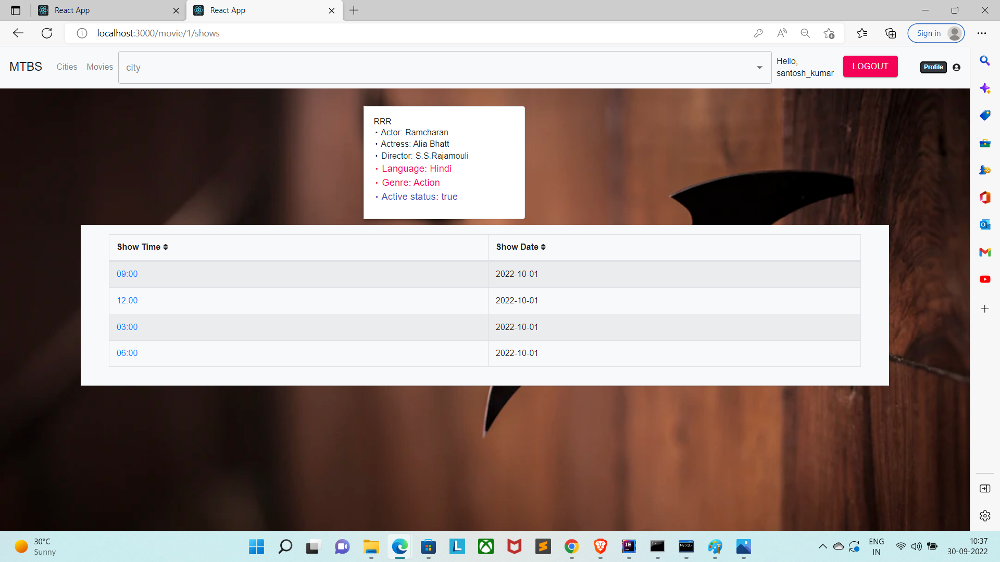 React App
React App
localhost:3000/movie/1/shows
Sign in
MTBS
Cities
Movies
city
Hello,
santosh_kumar
LOGOUT
Profile
RRR
• Actor: Ramcharan
• Actress: Alia Bhatt
• Director: S.S.Rajamouli
• Language: Hindi
• Genre: Action
• Active status: true
Show Time Show Date
09:00 2022-10-01
12:00 2022-10-01
03:00 2022-10-01
06:00 2022-10-01
30°C
Sunny
ENG
IN
10:37
30-09-2022